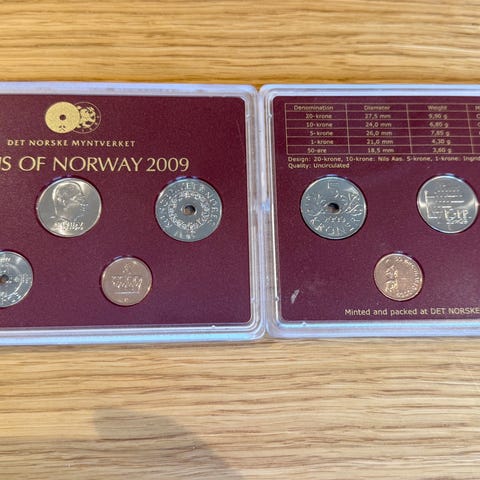 DET NORSKE MYNTVERKET
NS OF NORWAY 2009
Denomination Diameter Weight M
20-krone 27,5 mm 9,90 g C
10-krone 24,0 mm 6,80 g C
5-krone 26,0 mm 7,85 g C
1-krone 21,0 mm 4,30 g C
50-øre 18,5 mm 3,60 g
Design: 20-krone, 10-krone: Nils Aas. 5-krone, 1-krone: Ingrid
Quality: Uncirculated
Minted and packed at DET NORSKE